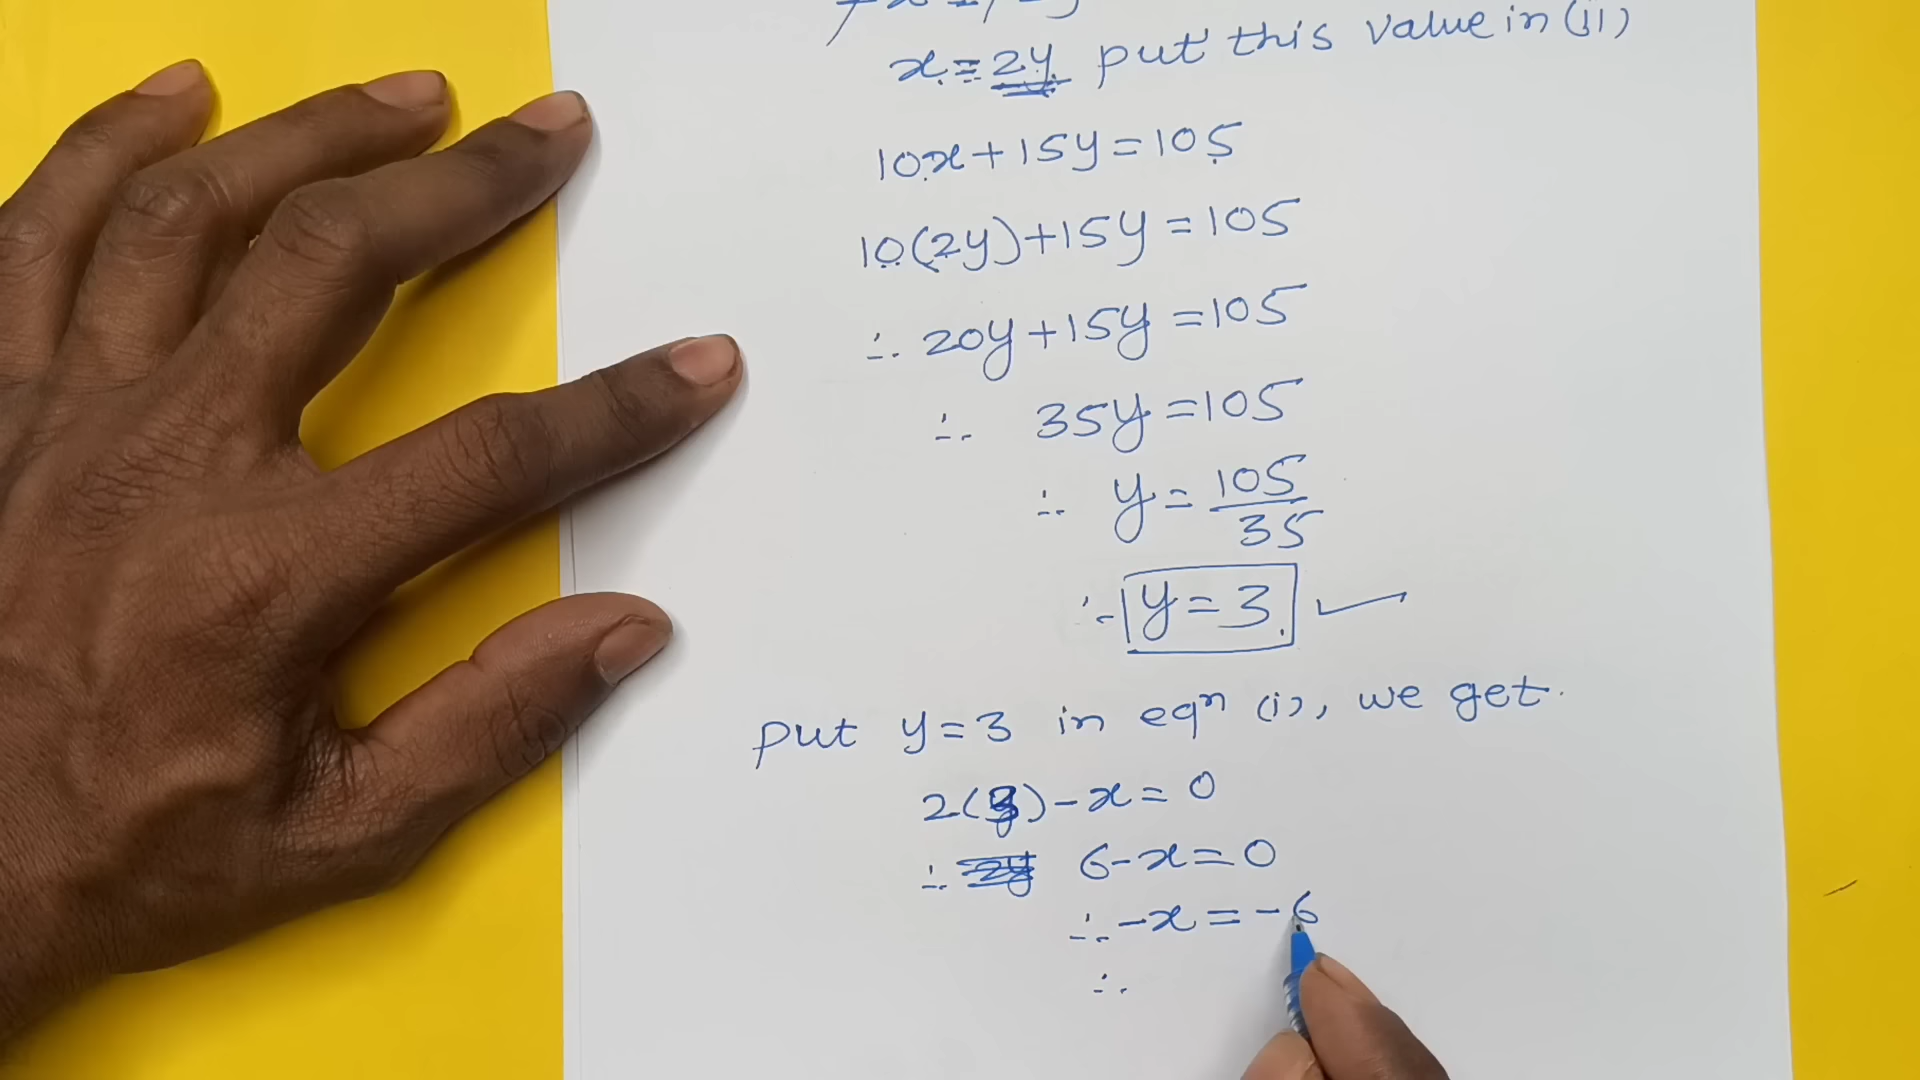 x = 2y put this value in (ii)
10x + 15y = 105
10(2y) + 15y = 105
∴ 20y + 15y = 105
∴ 35y = 105
∴ y = 105/35
∴ y = 3. ✓
Put y = 3 in eqⁿ (i), we get.
2(3) - x = 0
∴ 6 - x = 0
∴ -x = -6
∴